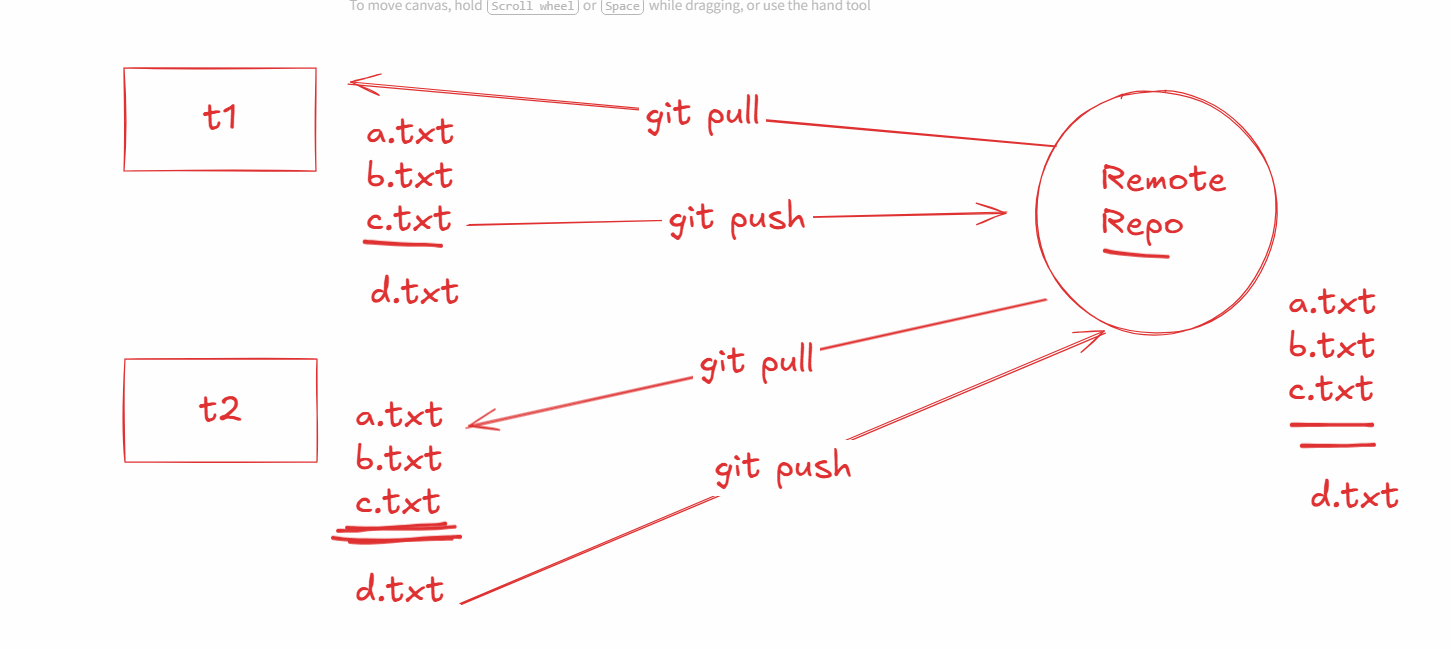 To move canvas, hold Scroll wheel or Space while dragging, or use the hand tool
t1
git pull
a.txt
b.txt
c.txt
git push
d.txt
Remote
Repo
t2
git pull
a.txt
b.txt
c.txt
git push
d.txt
a.txt
b.txt
c.txt
d.txt